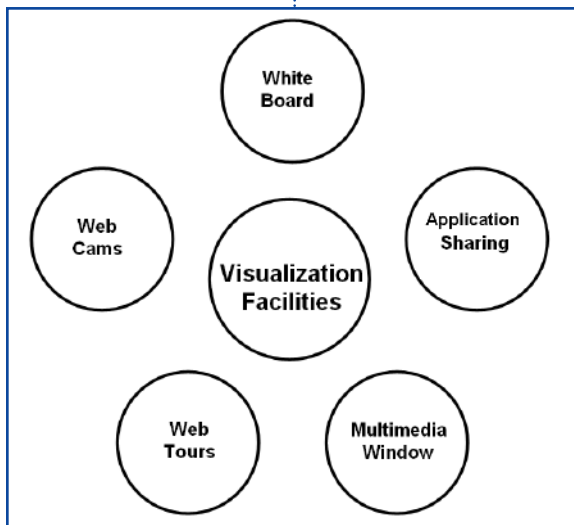 White
Board
Web
Cams
Application
Sharing
Visualization
Facilities
Web
Tours
Multimedia
Window